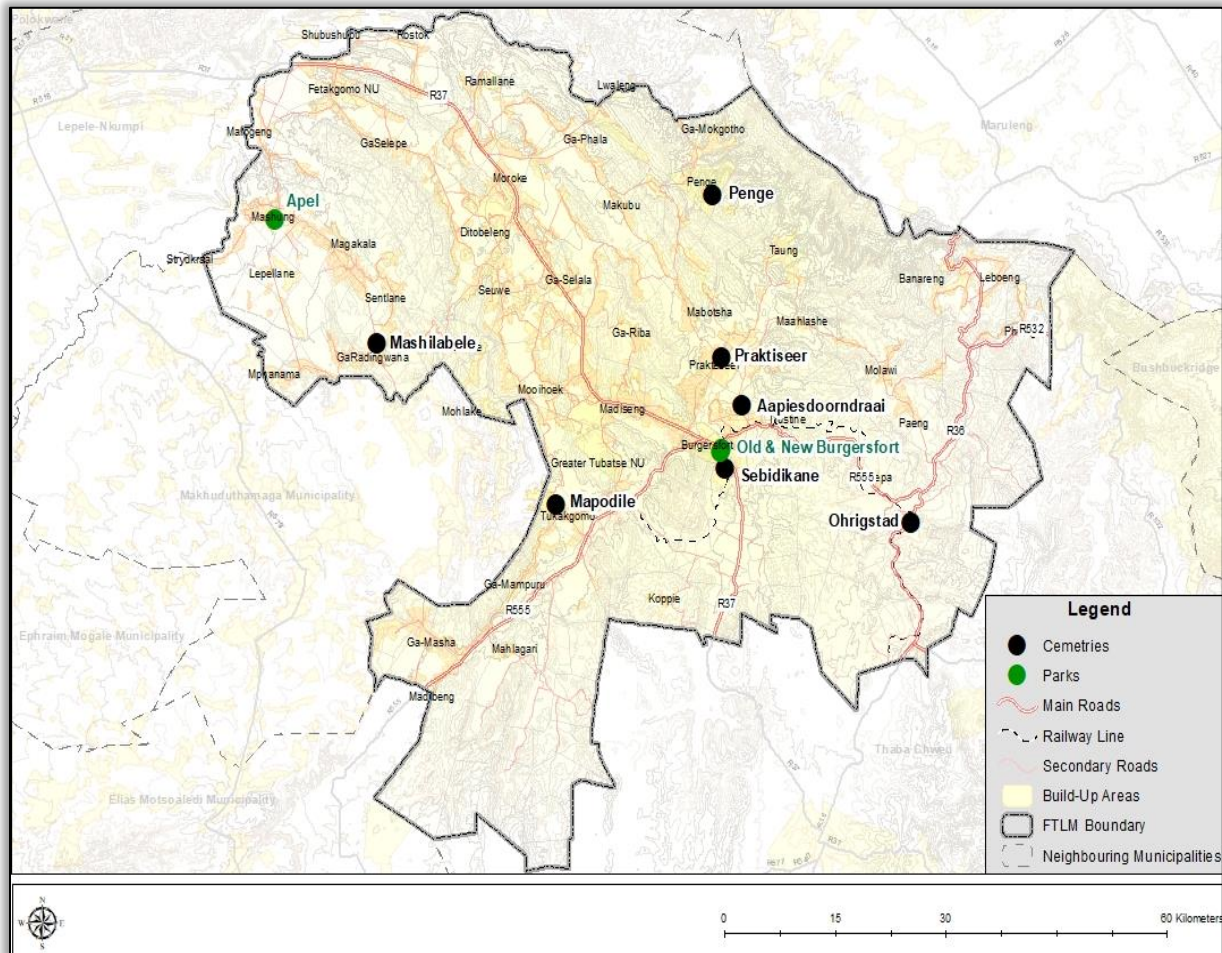 Polokwane
Shubushubu
Rostok
R37
Ramallane
Fetakgomo NU
R37
Lwaleng
Lepele-Nkumpi
Ga-Mokgotho
Maruleng
GaSelepe
Ga-Phala
Moroke
Penge
Penge
Apel
Mashung
Makubu
Ditobeleng
Magakala
Taung
Strydkraal
Lepellane
Ga-Selala
Banareng
Leboeng
Seuwe
Sentlane
Mabotsha
Maahlashe
Ga-Riba
R532
Mashilabele
Praktiseer
GaRadingwana
Molawi
Bushbuckridge
Mphanama
Mooihoek
Madiseng
Aapiesdoorndraai
Mohlake
Paeng
R36
Burgersfort
Old & New Burgersfort
Greater Tubatse NU
Sebidikane
R555
Makhuduthamaga Municipality
Mapodile
Tukakgomo
Ohrigstad
Ga-Mampuru
R555
Koppie
R37
Ephraim Mogale Municipality
Ga-Masha
Mahlagari
Madibeng
Thaba Chweu
Elias Motsoaledi Municipality
Legend
Cemetries
Parks
Main Roads
Railway Line
Secondary Roads
Build-Up Areas
FTLM Boundary
Neighbouring Municipalities
N
W E
S
0 15 30 60 Kilometers